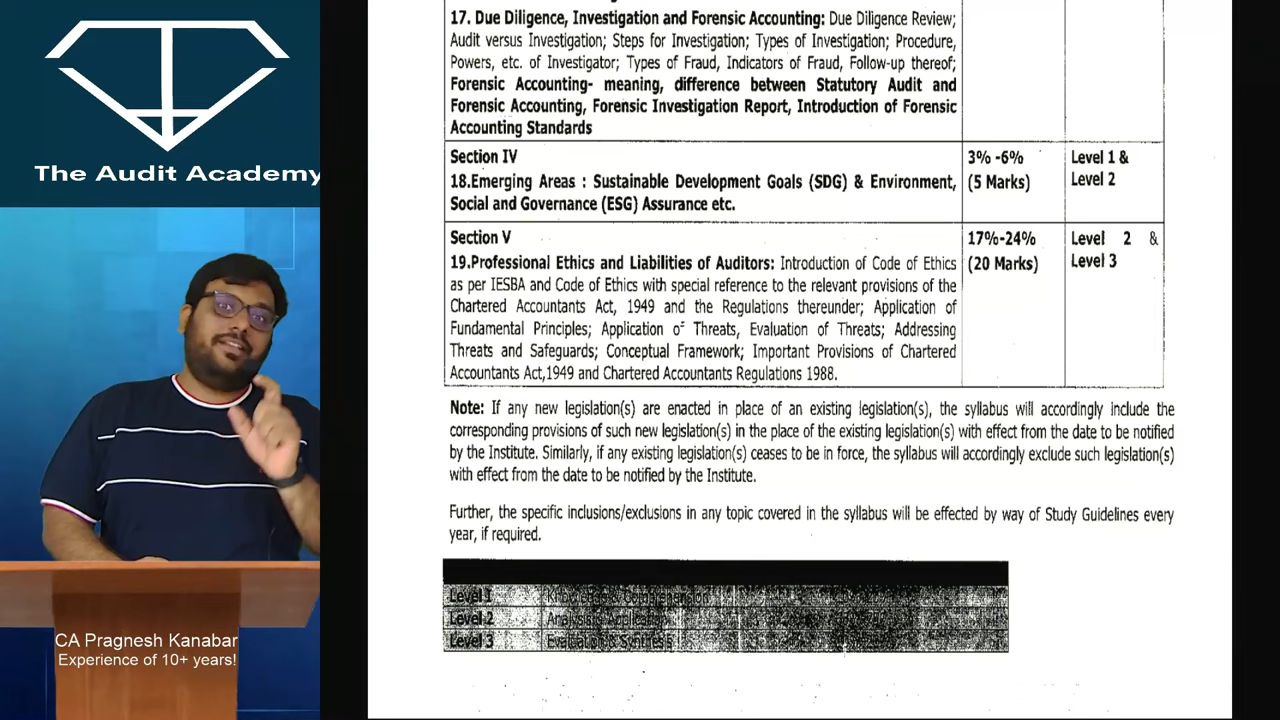 The Audit Academy
CA Pragnesh Kanabar
Experience of 10+ years!
17. Due Diligence, Investigation and Forensic Accounting: Due Diligence Review;
Audit versus Investigation; Steps for Investigation; Types of Investigation; Procedure,
Powers, etc. of Investigator; Types of Fraud, Indicators of Fraud, Follow-up thereof;
Forensic Accounting- meaning, difference between Statutory Audit and
Forensic Accounting, Forensic Investigation Report, Introduction of Forensic
Accounting Standards
Section IV
18.Emerging Areas : Sustainable Development Goals (SDG) & Environment,
Social and Governance (ESG) Assurance etc.
3% -6%
(5 Marks)
Level 1 &
Level 2
Section V
19.Professional Ethics and Liabilities of Auditors: Introduction of Code of Ethics
as per IESBA and Code of Ethics with special reference to the relevant provisions of the
Chartered Accountants Act, 1949 and the Regulations thereunder; Application of
Fundamental Principles; Application of Threats, Evaluation of Threats; Addressing
Threats and Safeguards; Conceptual Framework; Important Provisions of Chartered
Accountants Act,1949 and Chartered Accountants Regulations 1988.
17%-24%
(20 Marks)
Level 2 &
Level 3
Note: If any new legislation(s) are enacted in place of an existing legislation(s), the syllabus will accordingly include the
corresponding provisions of such new legislation(s) in the place of the existing legislation(s) with effect from the date to be notified
by the Institute. Similarly, if any existing legislation(s) ceases to be in force, the syllabus will accordingly exclude such legislation(s)
with effect from the date to be notified by the Institute.
Further, the specific inclusions/exclusions in any topic covered in the syllabus will be effected by way of Study Guidelines every
year, if required.
Level 1 Knowledge & Comprehension
Level 2 Analysis & Application
Level 3 Evaluation & Synthesis